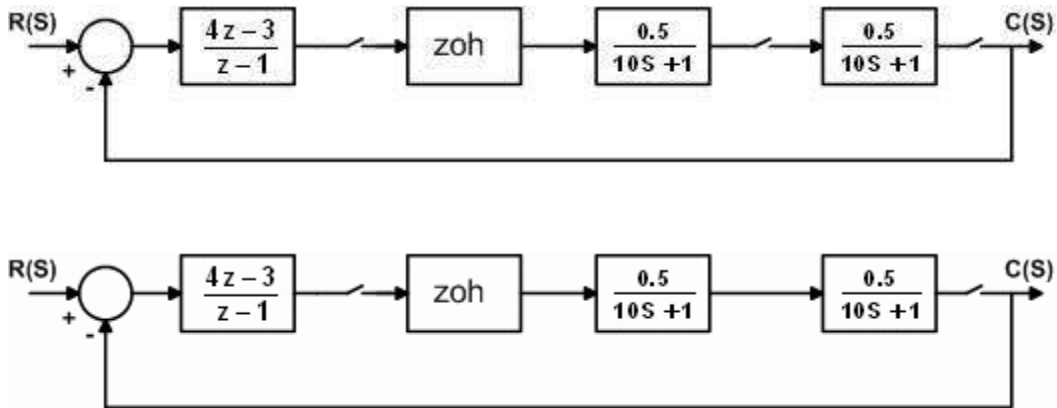 R(S)
C(S)
4z-3
z-1
zoh
0.5
10S +1
0.5
10S +1
+
-
R(S)
C(S)
4z-3
z-1
zoh
0.5
10S +1
0.5
10S +1
+
-